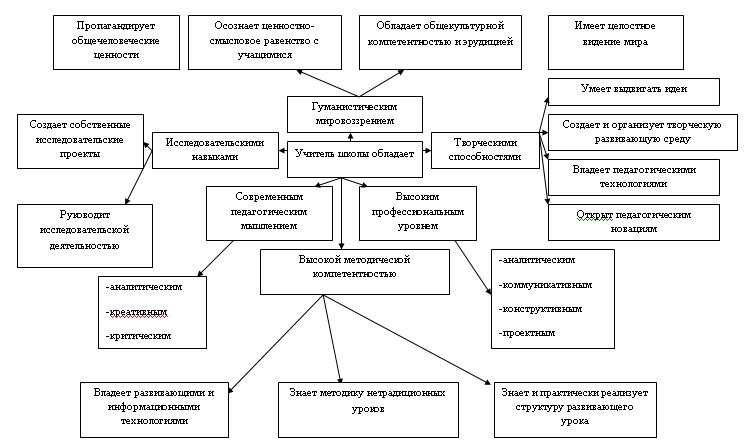 Пропагандирует
общечеловеческие
ценности
Осознает ценностно-
смысловое равенство с
учащимися
Обладает общекультурной
компетентностью и эрудицией
Имеет целостное
видение мира
Гуманистическим
мировоззрением
Умеет выдвигать идеи
Создает собственные
исследовательские
проекты
Исследовательскими
навыками
Учитель школы обладает
Творческими
способностями
Создает и организует творческую
развивающую среду
Владеет педагогическими
технологиями
Руководит
исследовательской
деятельностью
Современным
педагогическим
мышлением
Высоким
профессиональным
уровнем
Открыт педагогическим
новациям
Высокой методической
компетентностью
-аналитическим
-креативным
-критическим
-аналитическим
-коммуникативным
-конструктивным
-проектным
Владеет развивающими и
информационными
технологиями
Знает методику нетрадиционных
уроков
Знает и практически реализует
структуру развивающего
урока